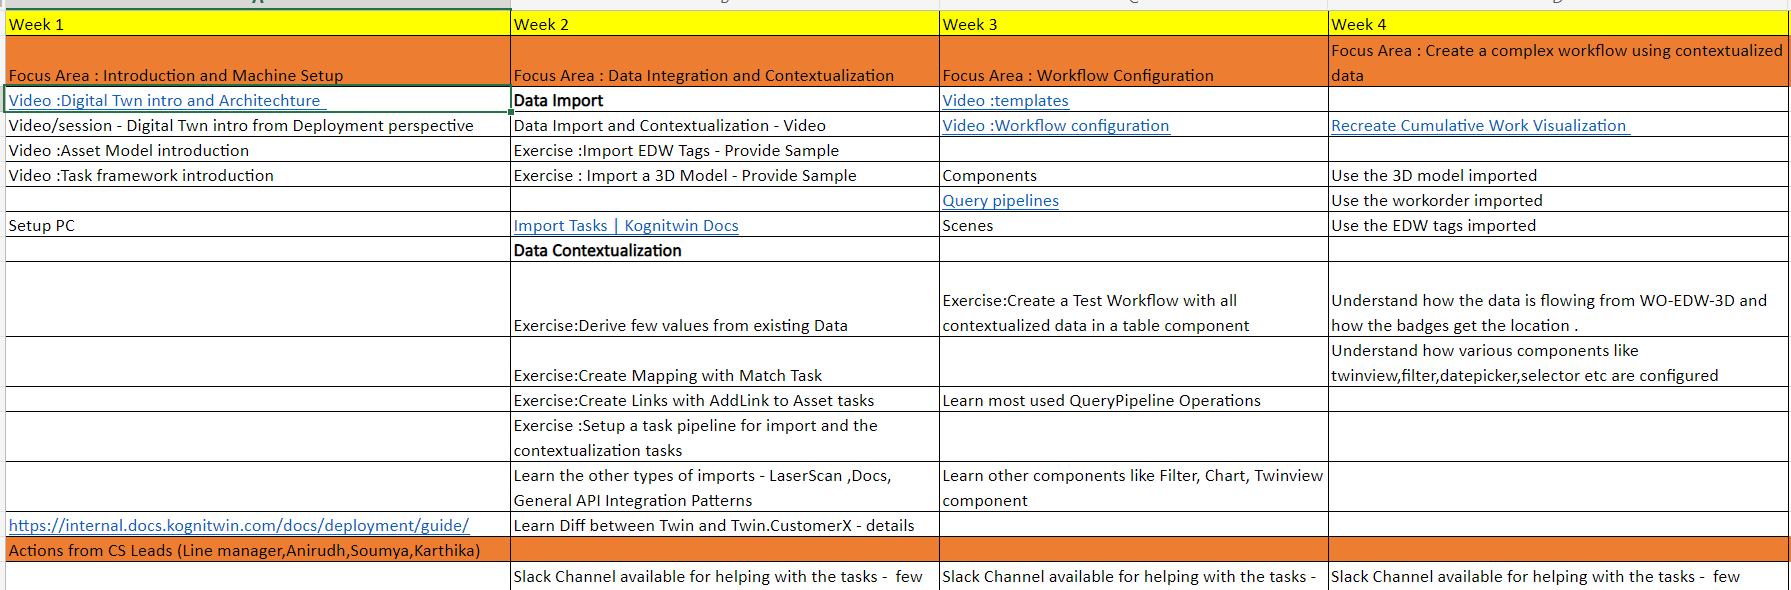 Week 1
Week 2
Week 3
Week 4
Focus Area : Introduction and Machine Setup
Focus Area : Data Integration and Contextualization
Focus Area : Workflow Configuration
Focus Area : Create a complex workflow using contextualized
data
Video :Digital Twn intro and Architechture
Data Import
Video :templates
Video/session - Digital Twn intro from Deployment perspective
Data Import and Contextualization - Video
Video :Workflow configuration
Recreate Cumulative Work Visualization
Video :Asset Model introduction
Exercise :Import EDW Tags - Provide Sample
Video :Task framework introduction
Exercise : Import a 3D Model - Provide Sample
Components
Use the 3D model imported
Query pipelines
Use the workorder imported
Setup PC
Import Tasks | Kognitwin Docs
Scenes
Use the EDW tags imported
Data Contextualization
Exercise:Derive few values from existing Data
Exercise:Create a Test Workflow with all
contextualized data in a table component
Understand how the data is flowing from WO-EDW-3D and
how the badges get the location .
Exercise:Create Mapping with Match Task
Understand how various components like
twinview,filter,datepicker,selector etc are configured
Exercise:Create Links with AddLink to Asset tasks
Learn most used QueryPipeline Operations
Exercise :Setup a task pipeline for import and the
contextualization tasks
Learn the other types of imports - LaserScan ,Docs,
General API Integration Patterns
Learn other components like Filter, Chart, Twinview
component
https://internal.docs.kognitwin.com/docs/deployment/guide/
Learn Diff between Twin and Twin.CustomerX - details
Actions from CS Leads (Line manager,Anirudh,Soumya,Karthika)
Slack Channel available for helping with the tasks - few
Slack Channel available for helping with the tasks -
Slack Channel available for helping with the tasks - few